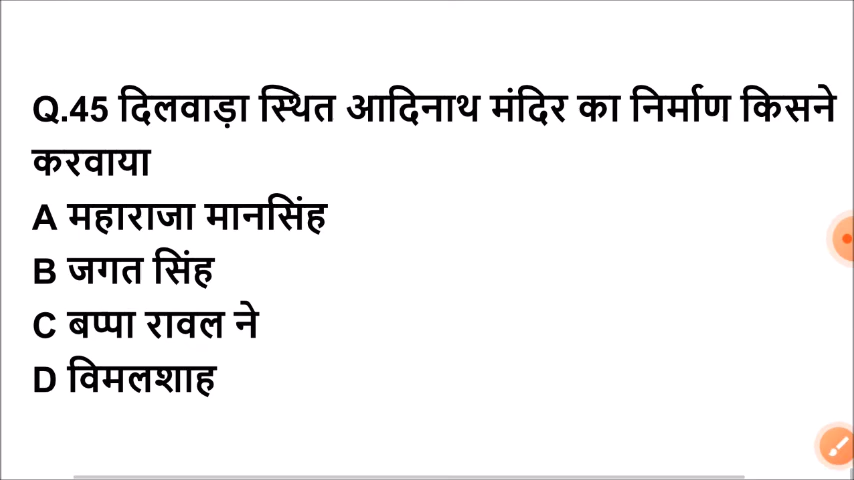 Q.45 दिलवाड़ा स्थित आदिनाथ मंदिर का निर्माण किसने
करवाया
A महाराजा मानसिंह
B जगत सिंह
C बप्पा रावल ने
D विमलशाह